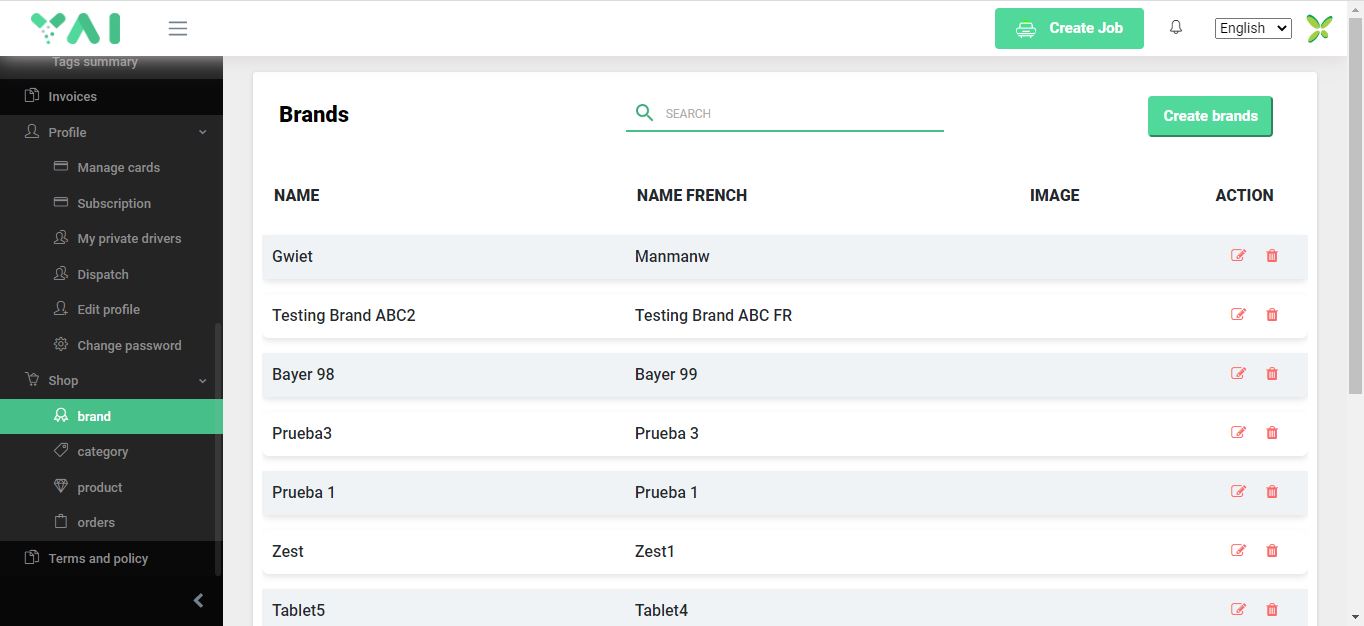 YAI
Create Job
English
Tags summary
Invoices
Profile
Manage cards
Subscription
My private drivers
Dispatch
Edit profile
Change password
Shop
brand
category
product
orders
Terms and policy
Brands
SEARCH
Create brands
NAME NAME FRENCH IMAGE ACTION
Gwiet Manmanw
Testing Brand ABC2 Testing Brand ABC FR
Bayer 98 Bayer 99
Prueba3 Prueba 3
Prueba 1 Prueba 1
Zest Zest1
Tablet5 Tablet4